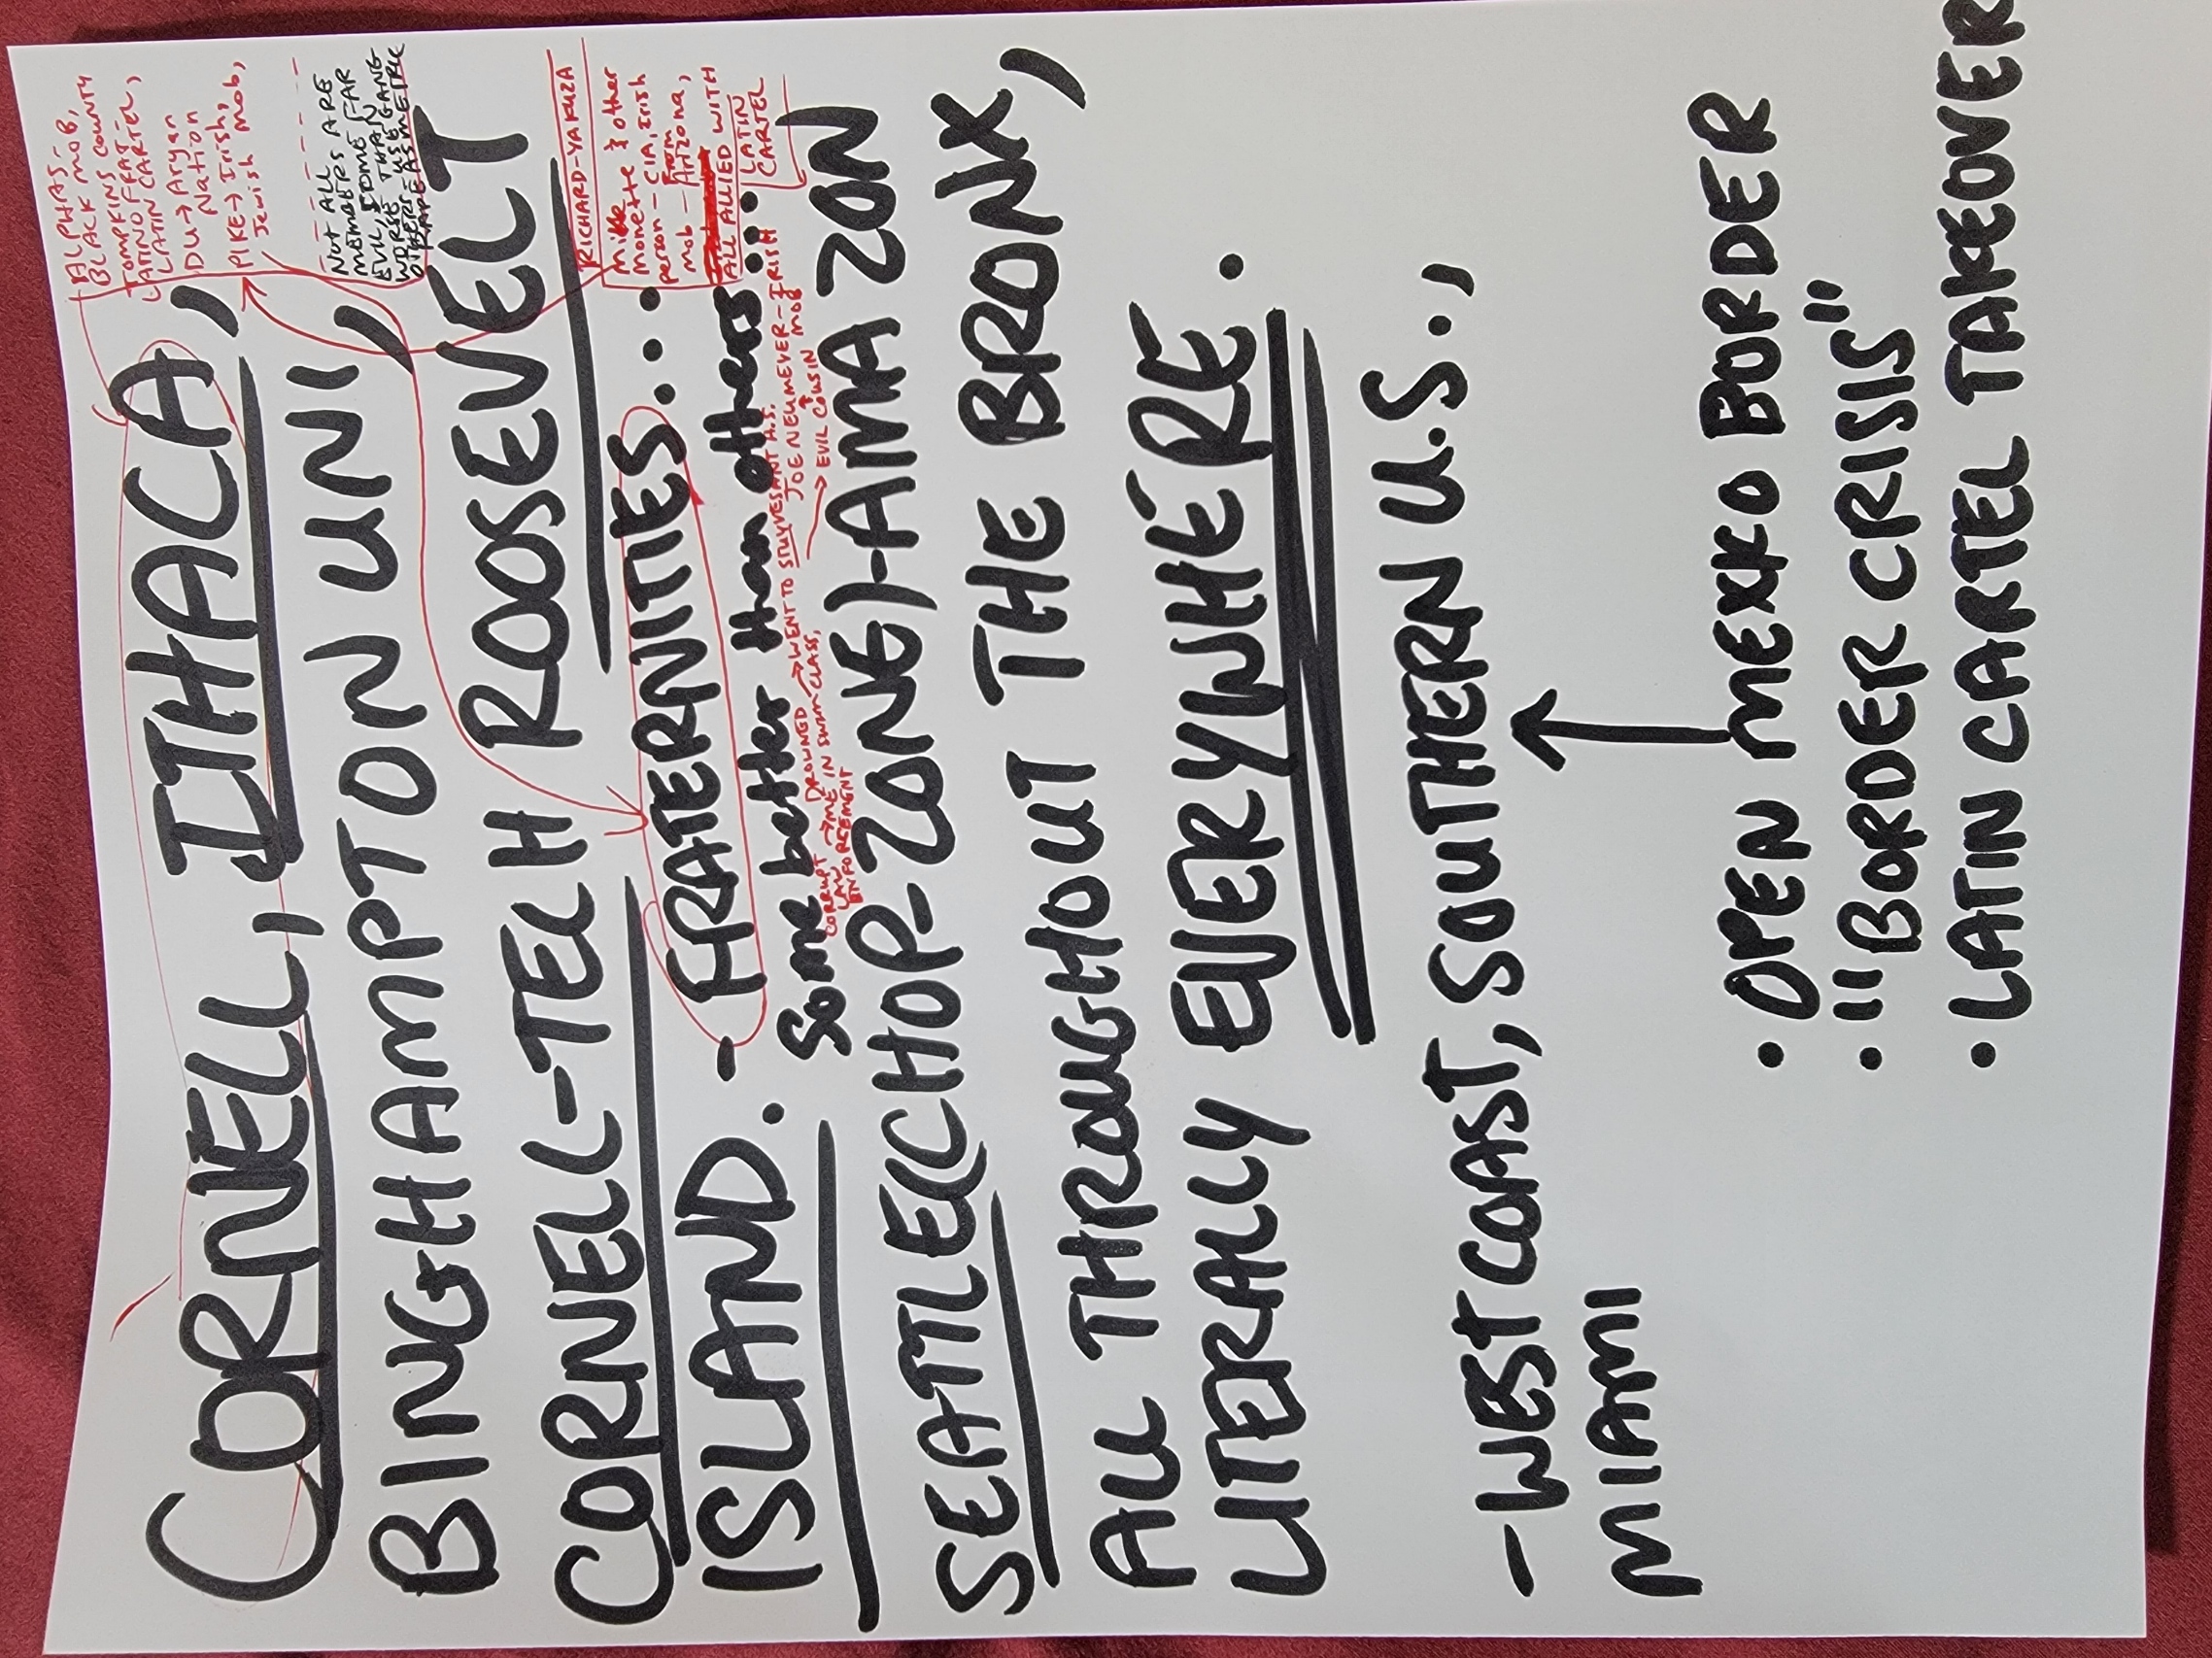 CORNELL, ITHACA,
BINGHAMPTON UNI,
CORNELL-TECH ROOSEVELT
ISLAND. - FRATERNITIES...
Some better than others...
SEATTLE (CHOP-ZONE)-AMAZON
ALL THROUGHOUT THE BRONX,
LITERALLY EVERYWHERE.
-WEST COAST, SOUTHERN U.S.,
MIAMI
• OPEN MEXICO BORDER
• "BORDER CRISIS"
• LATIN CARTEL TAKEOVER
ALPHAS-
BLACK MOB,
TOMPKINS COUNTY
LATINO FRAT-
LATIN CARTEL,
DU→ Aryan
Nation
PIKE→ Irish,
Jewish Mob,
Not ALL
MEMBERS ARE
EVIL, SOME FAR
WORSE THAN
OTHERS-USE GANG
RAPE AS METRIC
RICHARD-YAKUZA
Mike
Monette & other
person - CIA, Irish
From
mob - Arizona,
ALL ALLIED WITH
LATIN
CARTEL
CORRUPT
LAW
ENFORCEMENT
→ DROWNED
ME IN SWIM CLASS,
→ WENT TO STUYVESANT H.S.
JOE NEUMEYER-IRISH
MOB
→ EVIL COUSIN